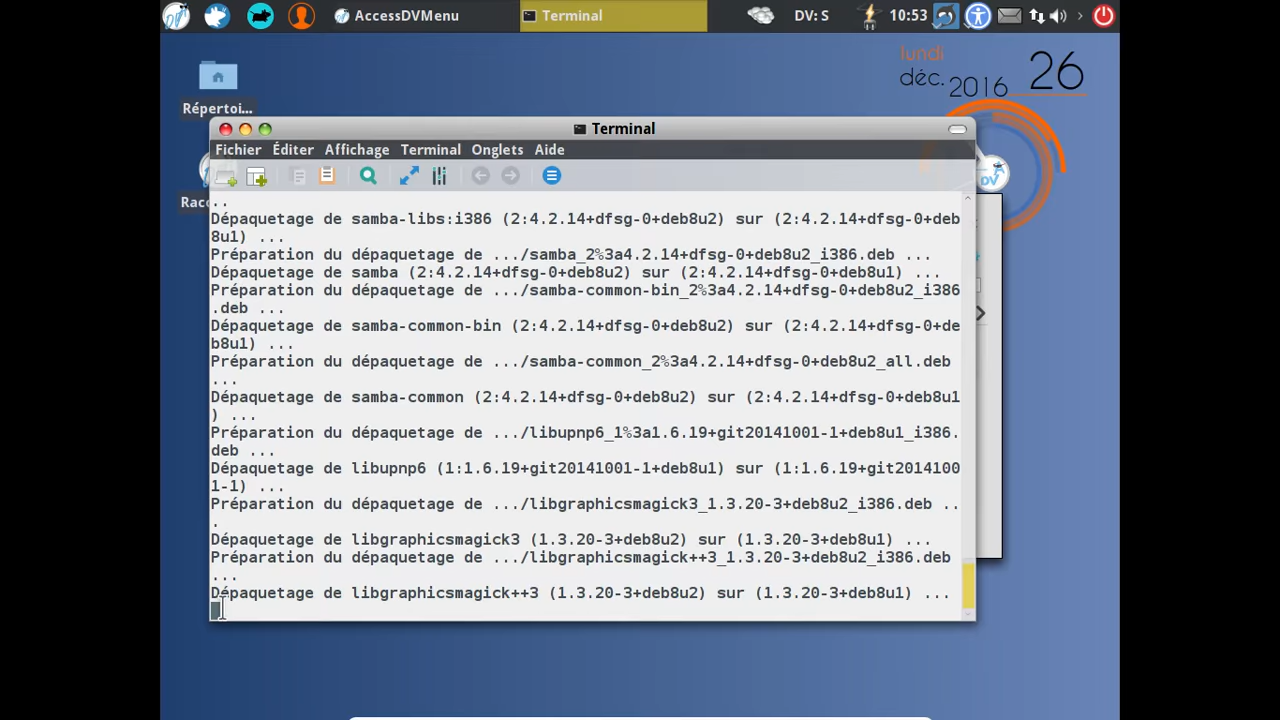 AccessDVMenu
Terminal
DV: S
10:53
lundi
déc. 2016 26
Répertoi...
Terminal
Fichier Éditer Affichage Terminal Onglets Aide
DV
..
Dépaquetage de samba-libs:i386 (2:4.2.14+dfsg-0+deb8u2) sur (2:4.2.14+dfsg-0+deb
8u1) ...
Préparation du dépaquetage de .../samba_2%3a4.2.14+dfsg-0+deb8u2_i386.deb ...
Dépaquetage de samba (2:4.2.14+dfsg-0+deb8u2) sur (2:4.2.14+dfsg-0+deb8u1) ...
Préparation du dépaquetage de .../samba-common-bin_2%3a4.2.14+dfsg-0+deb8u2_i386
.deb ...
Dépaquetage de samba-common-bin (2:4.2.14+dfsg-0+deb8u2) sur (2:4.2.14+dfsg-0+de
b8u1) ...
Préparation du dépaquetage de .../samba-common_2%3a4.2.14+dfsg-0+deb8u2_all.deb
...
Dépaquetage de samba-common (2:4.2.14+dfsg-0+deb8u2) sur (2:4.2.14+dfsg-0+deb8u1
) ...
Préparation du dépaquetage de .../libupnp6_1%3a1.6.19+git20141001-1+deb8u1_i386.
deb ...
Dépaquetage de libupnp6 (1:1.6.19+git20141001-1+deb8u1) sur (1:1.6.19+git2014100
1-1) ...
Préparation du dépaquetage de .../libgraphicsmagick3_1.3.20-3+deb8u2_i386.deb ..
.
Dépaquetage de libgraphicsmagick3 (1.3.20-3+deb8u2) sur (1.3.20-3+deb8u1) ...
Préparation du dépaquetage de .../libgraphicsmagick++3_1.3.20-3+deb8u2_i386.deb
...
Dépaquetage de libgraphicsmagick++3 (1.3.20-3+deb8u2) sur (1.3.20-3+deb8u1) ...